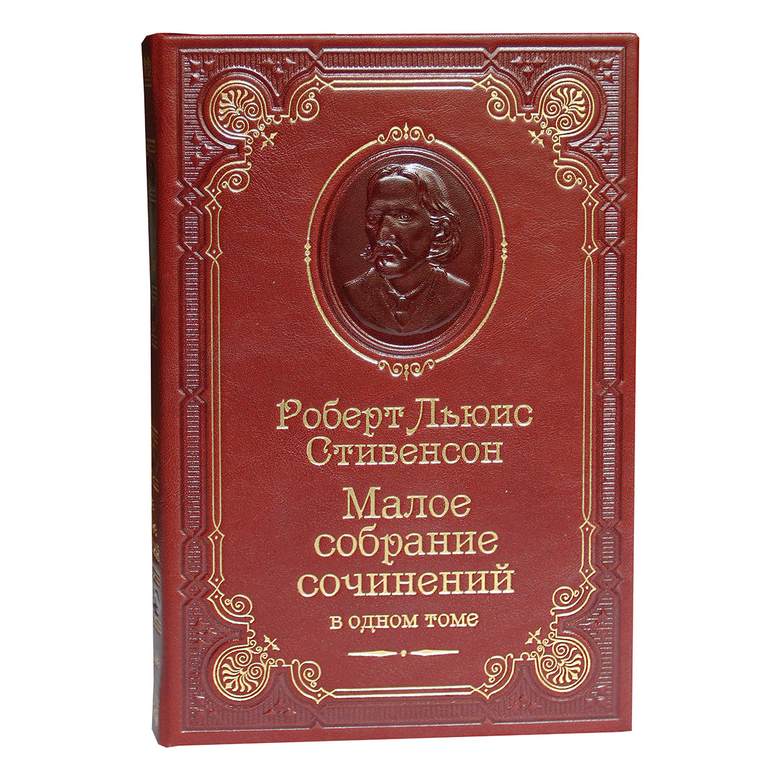 Роберт Льюис
Стивенсон
Малое
собрание
сочинений
в одном томе